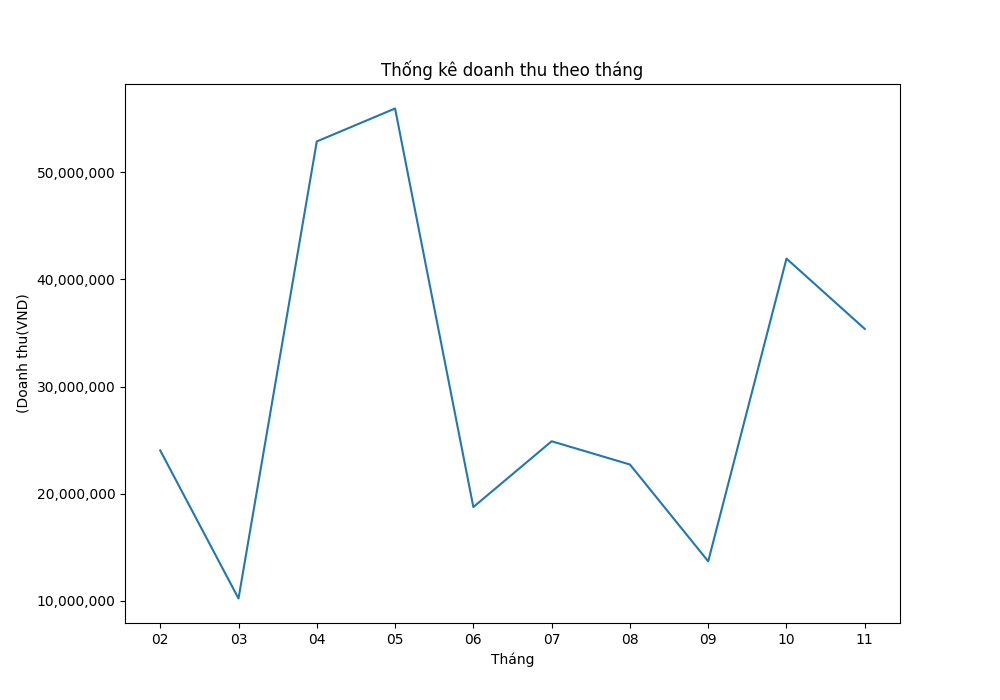 Thống kê doanh thu theo tháng
(Doanh thu(VND)
50,000,000
40,000,000
30,000,000
20,000,000
10,000,000
02 03 04 05 06 07 08 09 10 11
Tháng